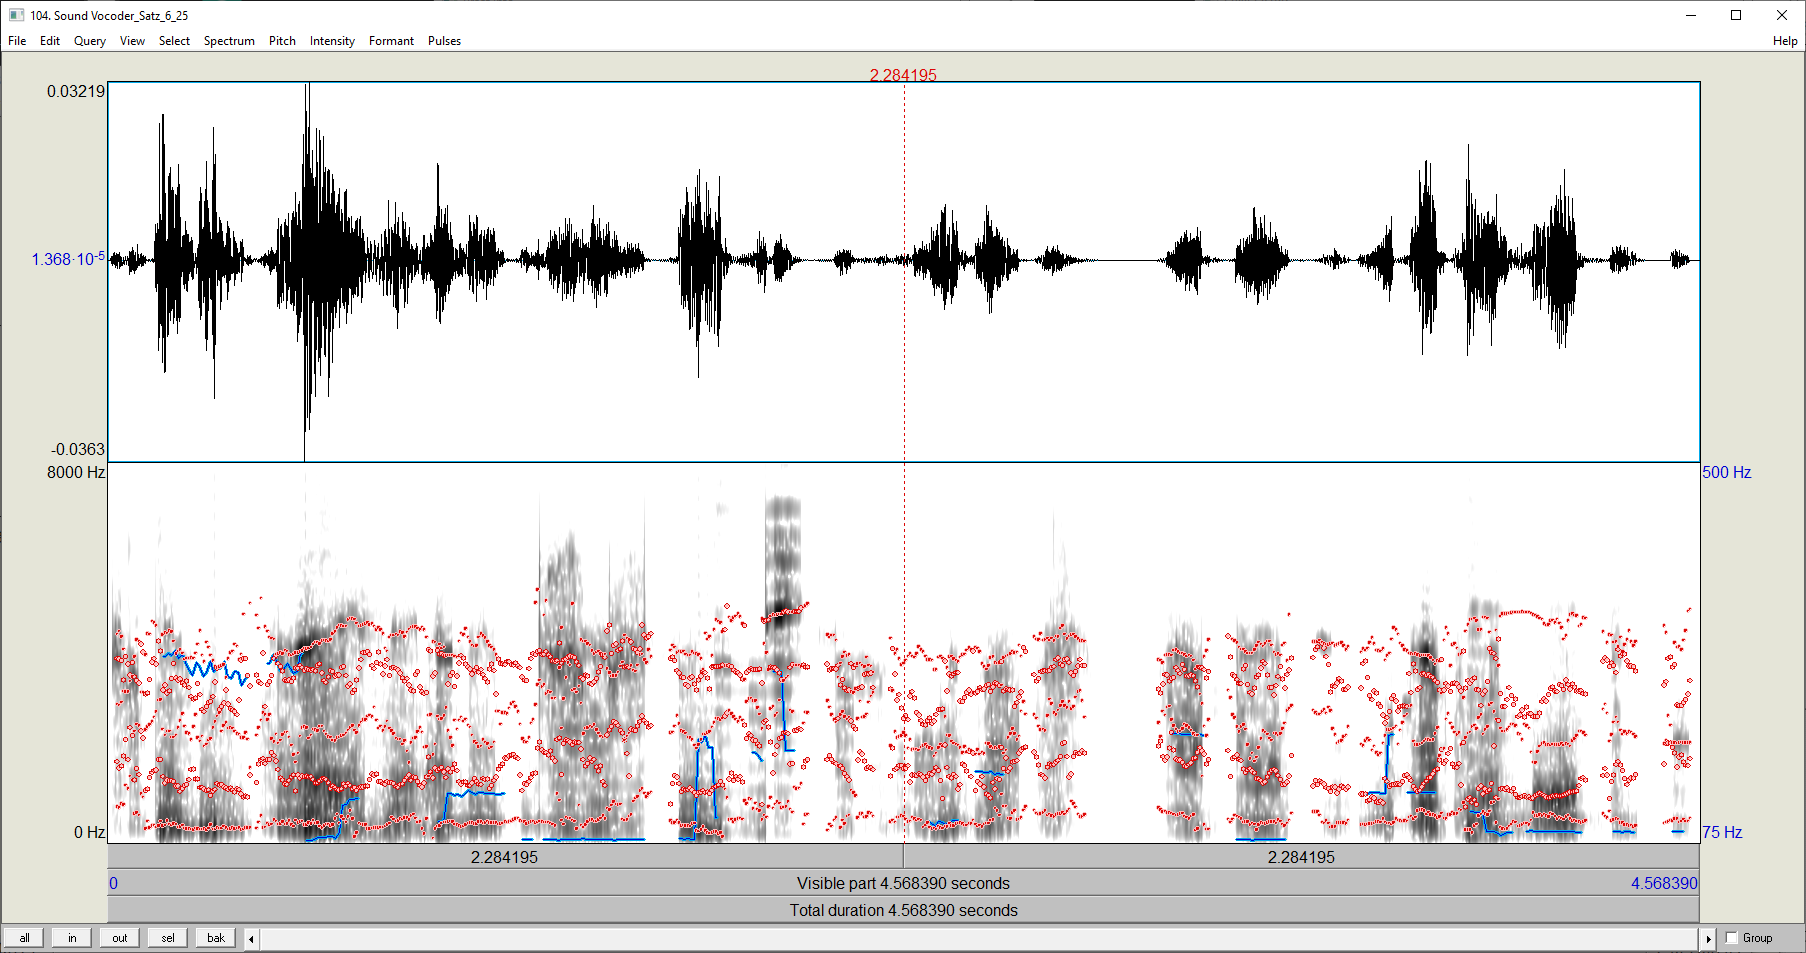 104. Sound Vocoder_Satz_6_25
File Edit Query View Select Spectrum Pitch Intensity Formant Pulses Help
2.284195
0.03219
1.368·10⁻⁵
-0.0363
8000 Hz 500 Hz
0 Hz 75 Hz
2.284195 2.284195
0 Visible part 4.568390 seconds 4.568390
Total duration 4.568390 seconds
all in out sel bak Group